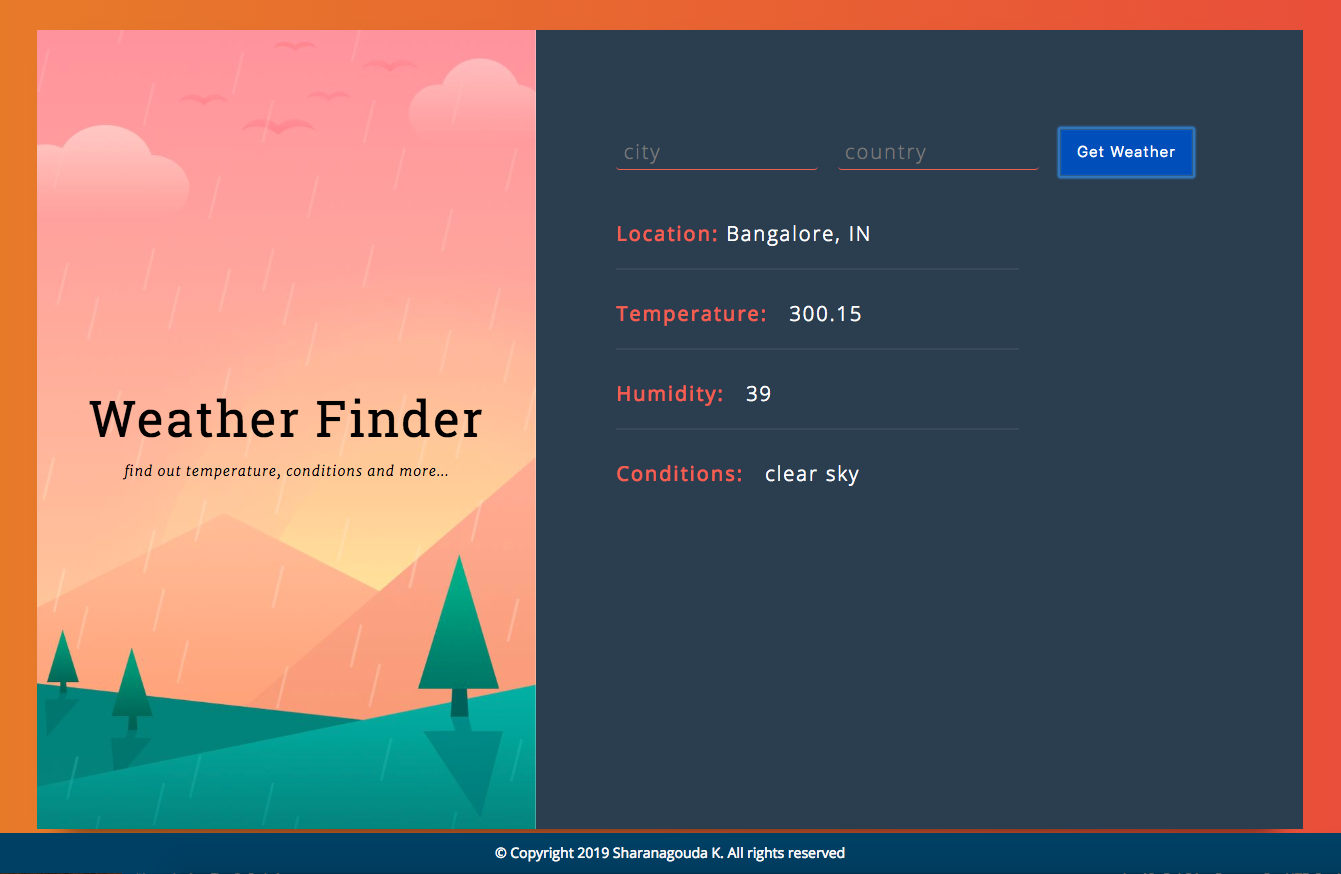 Weather Finder
find out temperature, conditions and more...
city country Get Weather
Location: Bangalore, IN
Temperature: 300.15
Humidity: 39
Conditions: clear sky
© Copyright 2019 Sharanagouda K. All rights reserved